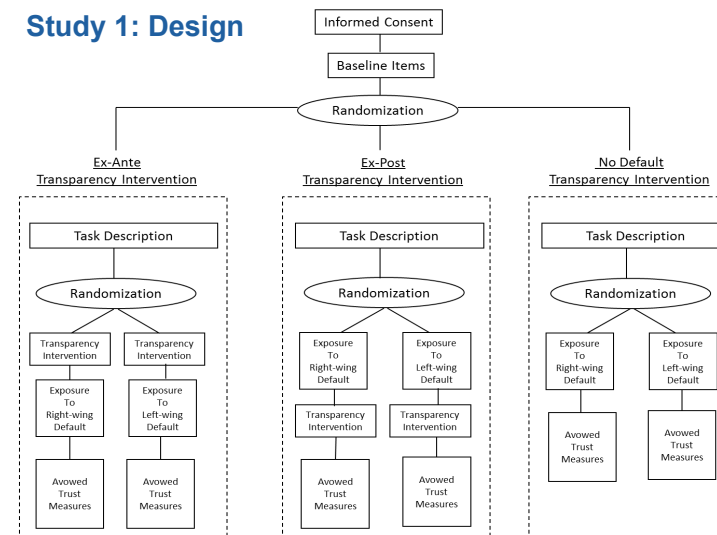 Study 1: Design
Informed Consent
Baseline Items
Randomization
Ex-Ante
Transparency Intervention
Task Description
Randomization
Transparency
Intervention
Transparency
Intervention
Exposure
To
Right-wing
Default
Exposure
To
Left-wing
Default
Avowed
Trust
Measures
Avowed
Trust
Measures
Ex-Post
Transparency Intervention
Task Description
Randomization
Exposure
To
Right-wing
Default
Exposure
To
Left-wing
Default
Transparency
Intervention
Transparency
Intervention
Avowed
Trust
Measures
Avowed
Trust
Measures
No Default
Transparency Intervention
Task Description
Randomization
Exposure
To
Right-wing
Default
Exposure
To
Left-wing
Default
Avowed
Trust
Measures
Avowed
Trust
Measures